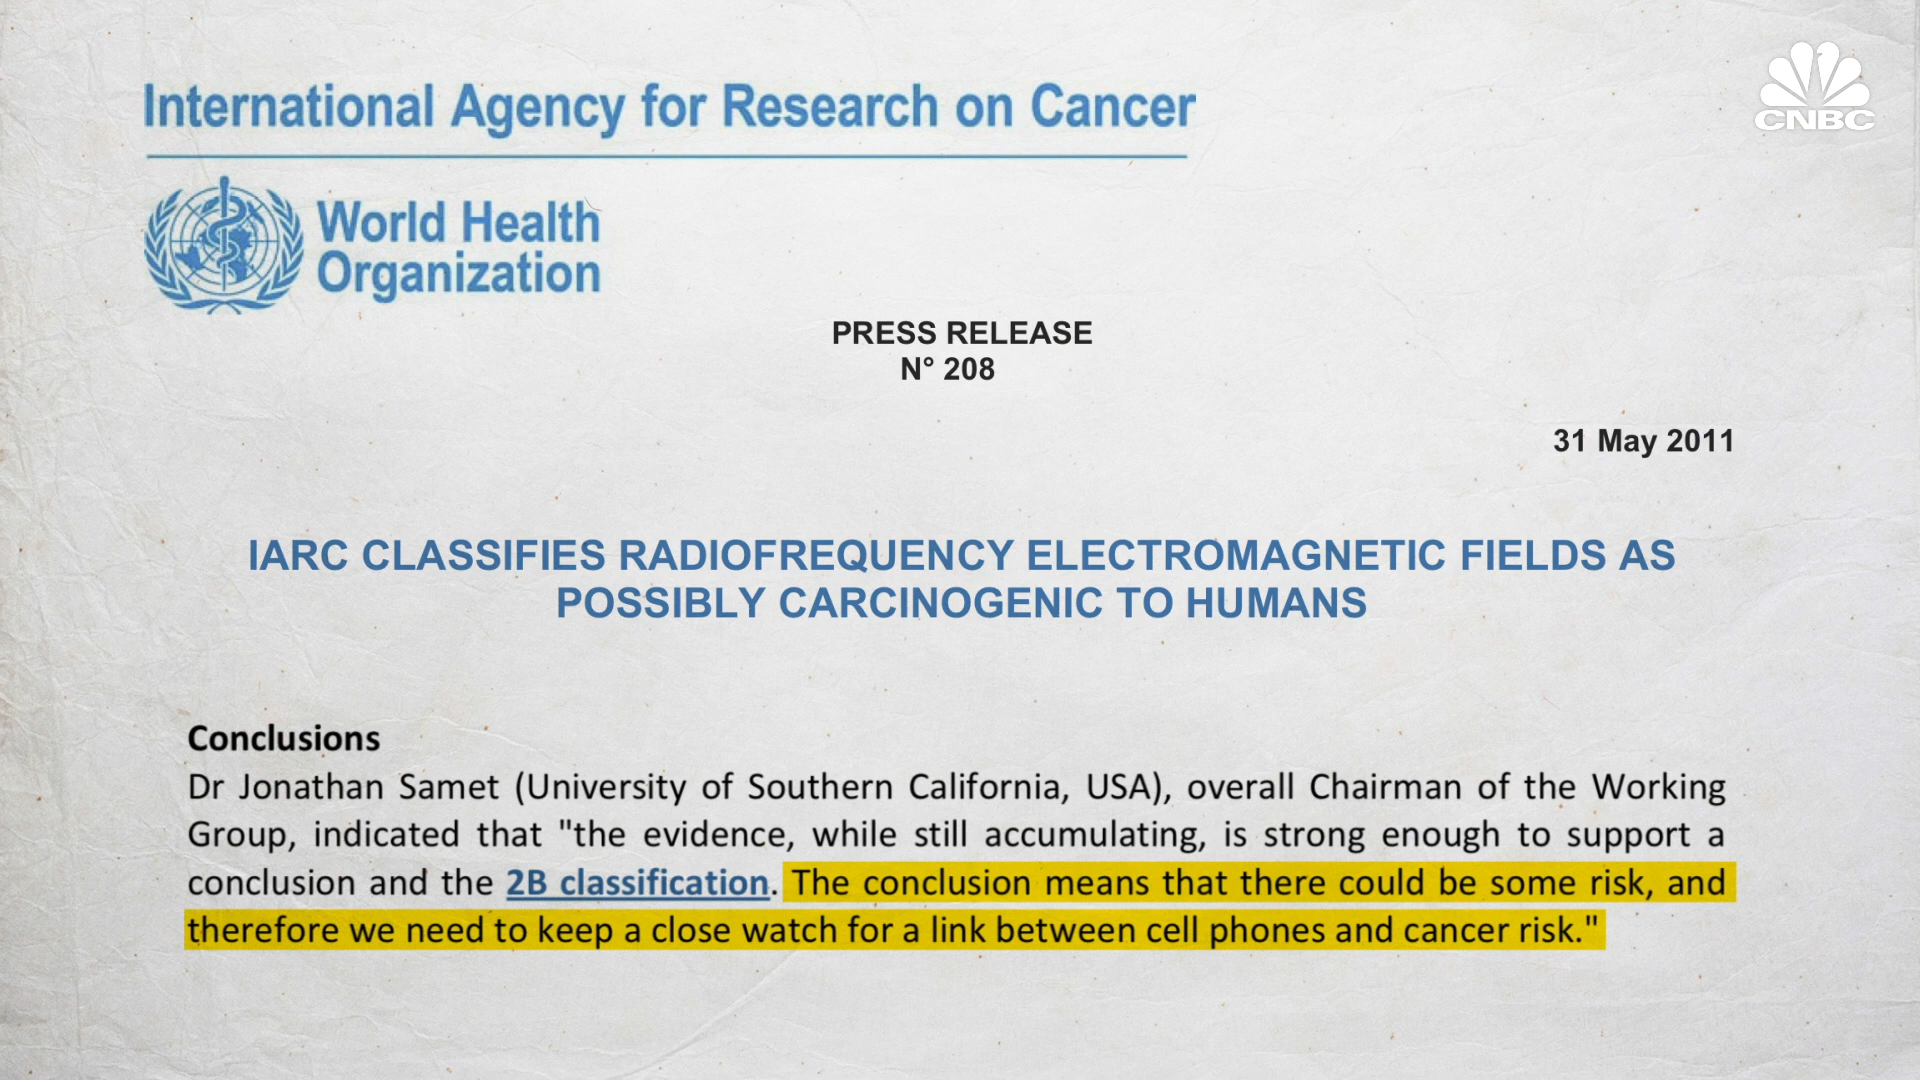 International Agency for Research on Cancer
CNBC
World Health
Organization
PRESS RELEASE
N° 208
31 May 2011
IARC CLASSIFIES RADIOFREQUENCY ELECTROMAGNETIC FIELDS AS
POSSIBLY CARCINOGENIC TO HUMANS
Conclusions
Dr Jonathan Samet (University of Southern California, USA), overall Chairman of the Working
Group, indicated that "the evidence, while still accumulating, is strong enough to support a
conclusion and the 2B classification. The conclusion means that there could be some risk, and
therefore we need to keep a close watch for a link between cell phones and cancer risk."